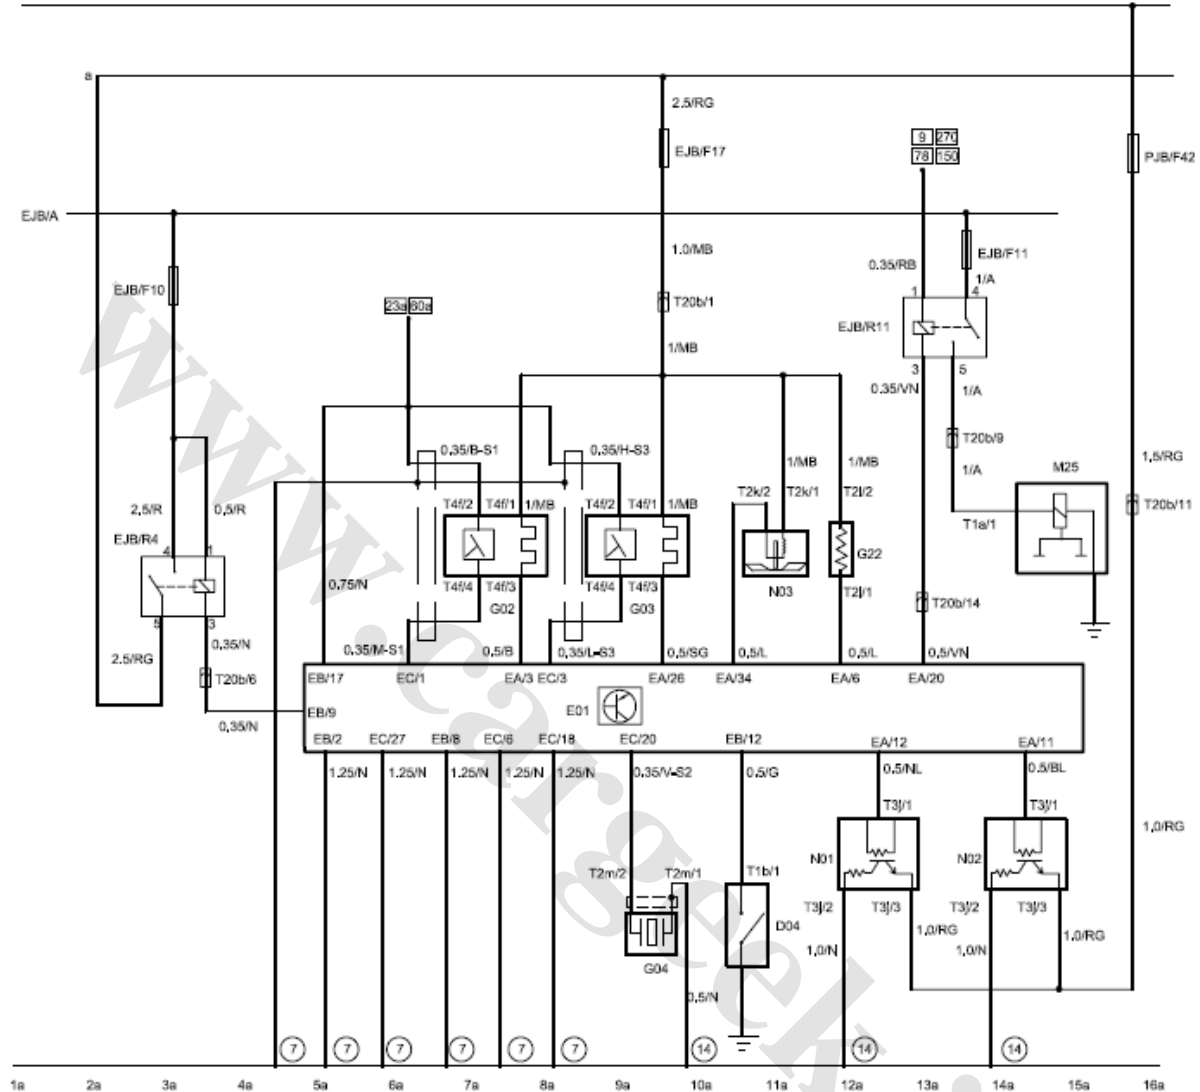 a
2.5/RG
EJB/F17
9 270
78 150
PJB/F42
EJB/A
1.0/MB
0.35/RB
EJB/F11
1/A
EJB/F10
23a 60a
T20b/1
1 4
EJB/R11
1/MB
3 5
0.35/VN
1/A
0.35/B-S1
0.35/H-S3
T20b/9
1/MB
1/MB
1/A
M25
1,5/RG
T2k/2
T2k/1
T2l/2
2,5/R
0,5/R
T4f/2
T4f/1
1/MB
T4f/2
T4f/1
1/MB
T20b/11
T1a/1
EJB/R4
4 1
G22
0.75/N
T4f/4
T4f/3
T4f/4
T4f/3
N03
T2l/1
T20b/14
G02
G03
5 3
0,35/N
2.5/RG
0.35/M-S1
0.5/B
0.35/L-S3
0.5/SG
0.5/L
0.5/L
0.5/VN
T20b/6
EB/17
EC/1
EA/3
EC/3
EA/26
EA/34
EA/6
EA/20
E01
EB/9
0.35/N
EB/2
EC/27
EB/8
EC/6
EC/18
EC/20
EB/12
EA/12
EA/11
1.25/N
1.25/N
1.25/N
1.25/N
1.25/N
0.35/V-S2
0.5/G
0.5/NL
0.5/BL
T3j/1
T3j/1
1.0/RG
N01
N02
T2m/2
T2m/1
T1b/1
T3j/2
T3j/3
T3j/2
T3j/3
D04
1.0/RG
1.0/RG
1.0/N
1.0/N
G04
0.5/N
7 7 7 7 7 7 14 14 14
1a 2a 3a 4a 5a 6a 7a 8a 9a 10a 11a 12a 13a 14a 15a 16a
www.cargeek.